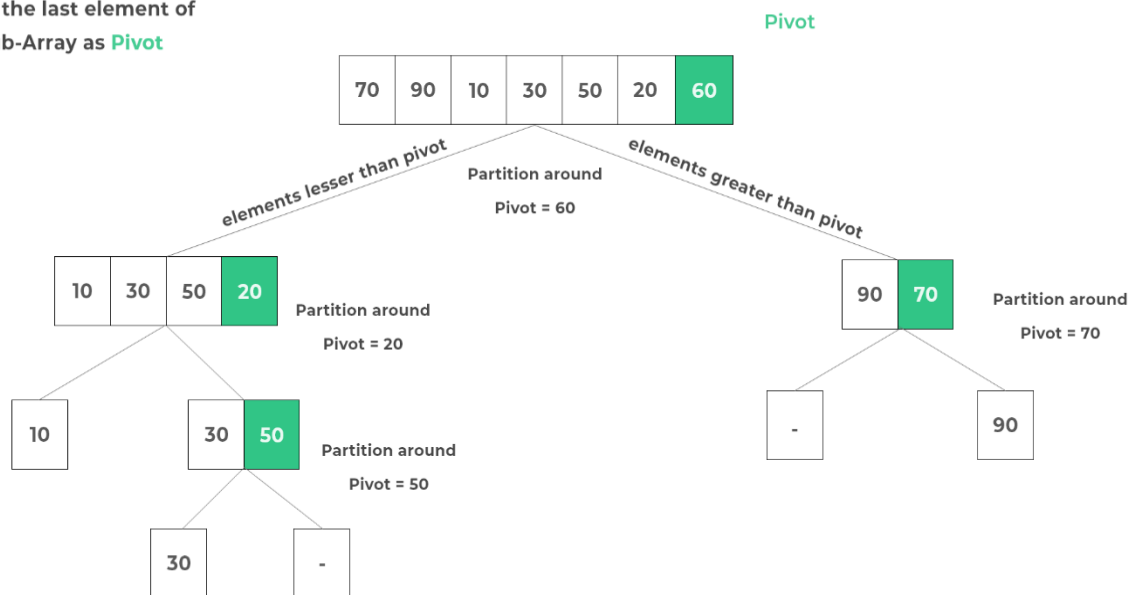 the last element of
b-Array as Pivot
Pivot
70 90 10 30 50 20 60
elements lesser than pivot
elements greater than pivot
Partition around
Pivot = 60
10 30 50 20
Partition around
Pivot = 20
90 70
Partition around
Pivot = 70
10
30 50
Partition around
Pivot = 50
-
90
30
-